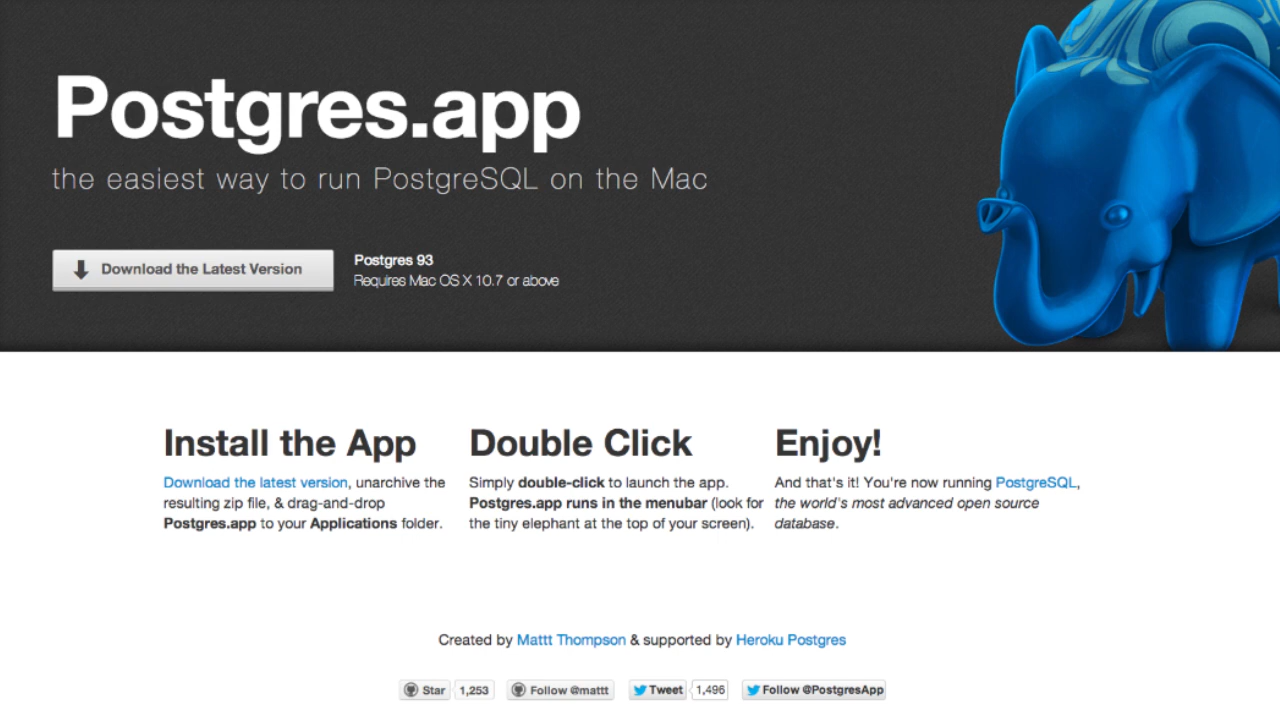 Postgres.app
the easiest way to run PostgreSQL on the Mac
Download the Latest Version
Postgres 93
Requires Mac OS X 10.7 or above
Install the App
Download the latest version, unarchive the
resulting zip file, & drag-and-drop
Postgres.app to your Applications folder.
Double Click
Simply double-click to launch the app.
Postgres.app runs in the menubar (look for
the tiny elephant at the top of your screen).
Enjoy!
And that's it! You're now running PostgreSQL,
the world's most advanced open source
database.
Created by Mattt Thompson & supported by Heroku Postgres
Star 1,253 Follow @mattt Tweet 1,496 Follow @PostgresApp